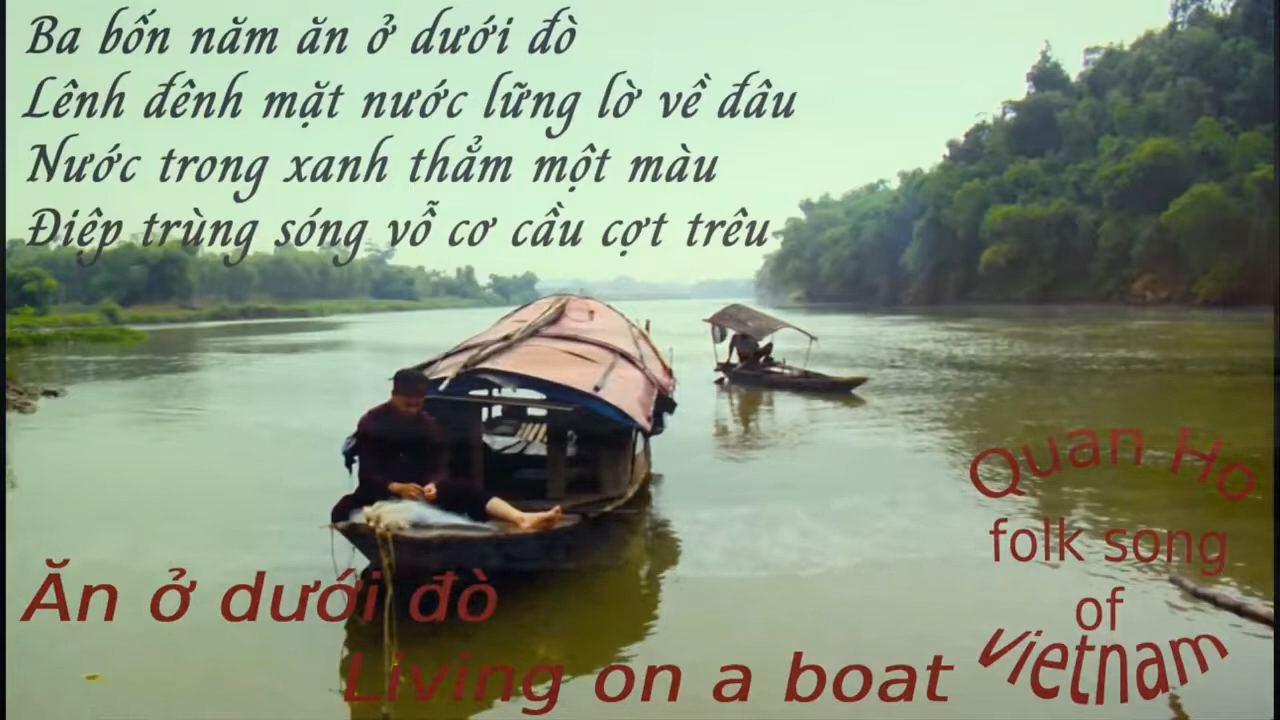 Ba bốn năm ăn ở dưới đò
Lênh đênh mặt nước lững lờ về đâu
Nước trong xanh thẳm một màu
Điệp trùng sóng vỗ cơ cầu cợt trêu
Quan Ho
folk song
of
Vietnam
Ăn ở dưới đò
Living on a boat